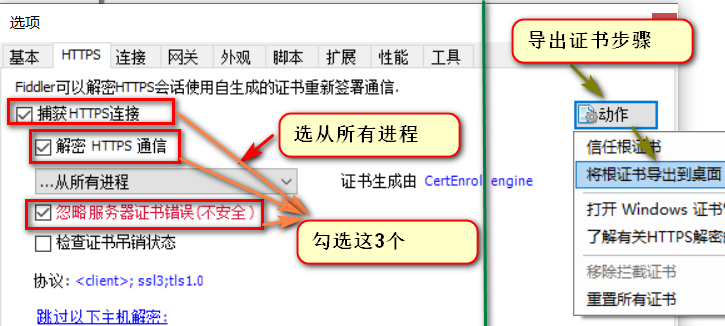 选项
导出证书步骤
基本 HTTPS 连接 网关 外观 脚本 扩展 性能 工具
Fiddler可以解密HTTPS会话使用自生成的证书重新签署通信.
捕获HTTPS连接
动作
选从所有进程
解密 HTTPS 通信
信任根证书
...从所有进程
证书生成由 CertEnroll engine
将根证书导出到桌面
忽略服务器证书错误(不安全)
打开 Windows 证书
勾选这3个
检查证书吊销状态
了解有关HTTPS解密
协议: <client>; ssl3;tls1.0
移除拦截证书
重置所有证书
跳过以下主机解密: